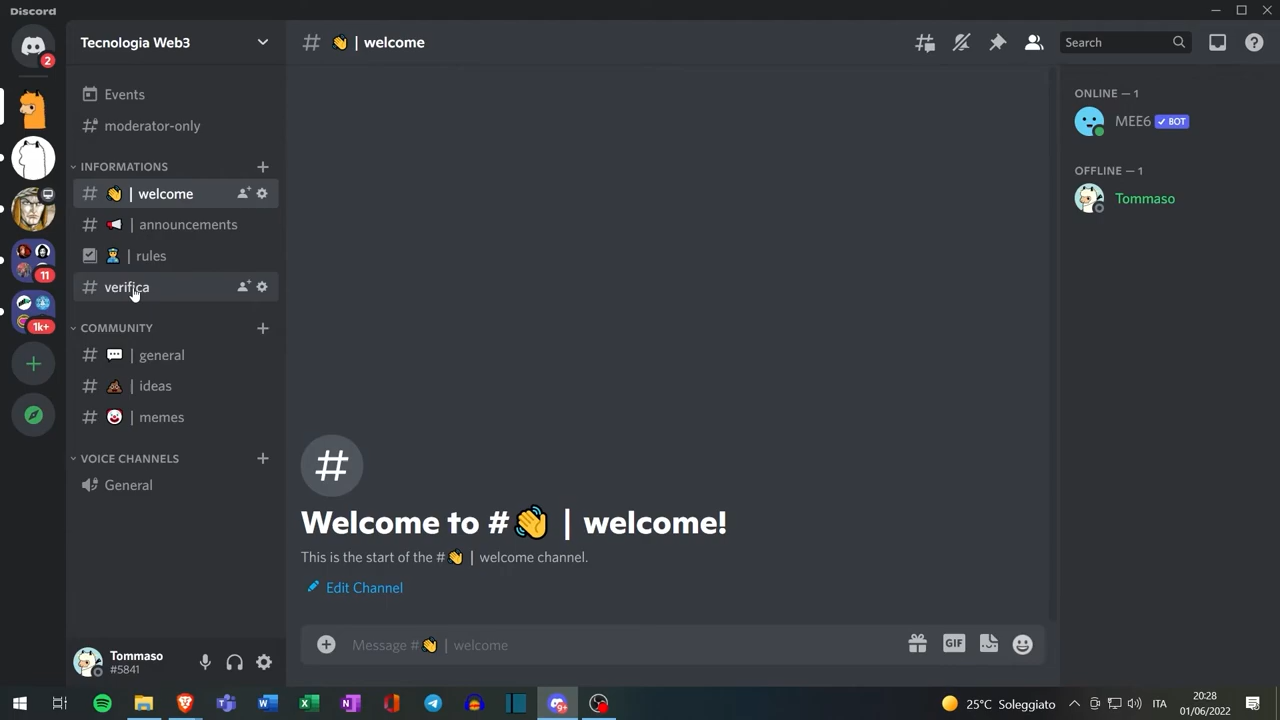 Discord
Tecnologia Web3
# 👋 | welcome
Search
2
Events
moderator-only
INFORMATIONS
👋 | welcome
📢 | announcements
👮 | rules
verifica
COMMUNITY
💬 | general
💩 | ideas
🤡 | memes
VOICE CHANNELS
General
11
1k+
ONLINE — 1
MEE6 ✓ BOT
OFFLINE — 1
Tommaso
Welcome to #👋 | welcome!
This is the start of the #👋 | welcome channel.
Edit Channel
Message #👋 | welcome
GIF
Tommaso
#5841
9+
25°C Soleggiato
ITA
20:28
01/06/2022